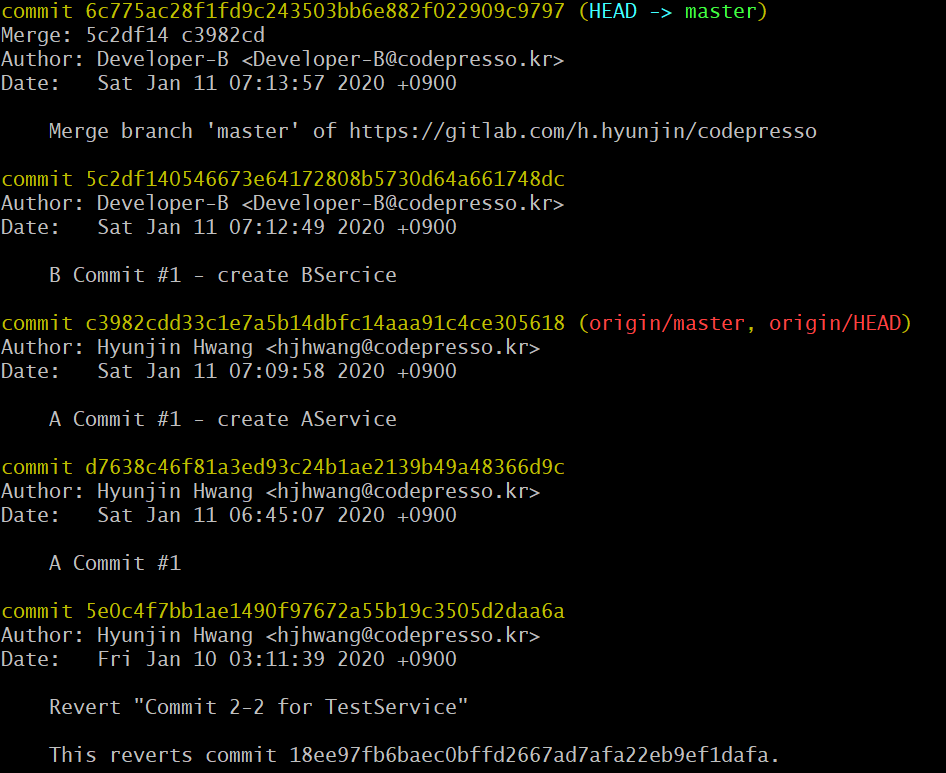 commit 6c775ac28f1fd9c243503bb6e882f022909c9797 (HEAD -> master)
Merge: 5c2df14 c3982cd
Author: Developer-B <Developer-B@codepresso.kr>
Date:   Sat Jan 11 07:13:57 2020 +0900
Merge branch 'master' of https://gitlab.com/h.hyunjin/codepresso
commit 5c2df140546673e64172808b5730d64a661748dc
Author: Developer-B <Developer-B@codepresso.kr>
Date:   Sat Jan 11 07:12:49 2020 +0900
B Commit #1 - create BSercice
commit c3982cdd33c1e7a5b14dbfc14aaa91c4ce305618 (origin/master, origin/HEAD)
Author: Hyunjin Hwang <hjhwang@codepresso.kr>
Date:   Sat Jan 11 07:09:58 2020 +0900
A Commit #1 - create AService
commit d7638c46f81a3ed93c24b1ae2139b49a48366d9c
Author: Hyunjin Hwang <hjhwang@codepresso.kr>
Date:   Sat Jan 11 06:45:07 2020 +0900
A Commit #1
commit 5e0c4f7bb1ae1490f97672a55b19c3505d2daa6a
Author: Hyunjin Hwang <hjhwang@codepresso.kr>
Date:   Fri Jan 10 03:11:39 2020 +0900
Revert "Commit 2-2 for TestService"
This reverts commit 18ee97fb6baec0bffd2667ad7afa22eb9ef1dafa.